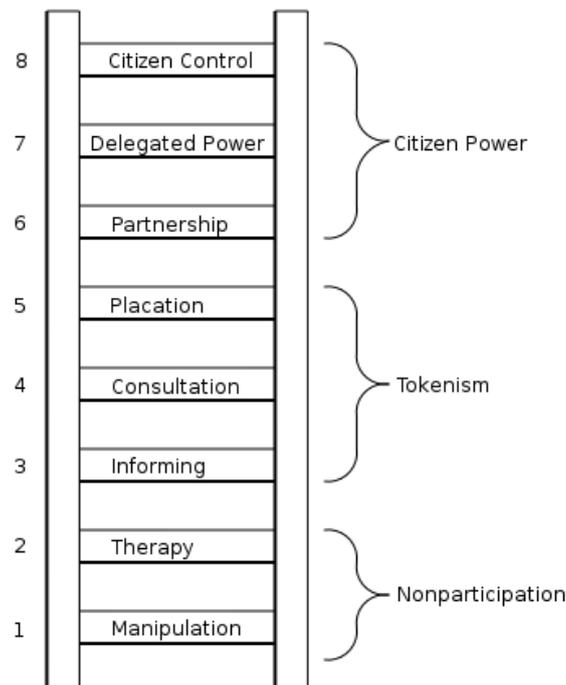 8 Citizen Control
7 Delegated Power Citizen Power
6 Partnership
5 Placation
4 Consultation Tokenism
3 Informing
2 Therapy
Nonparticipation
1 Manipulation